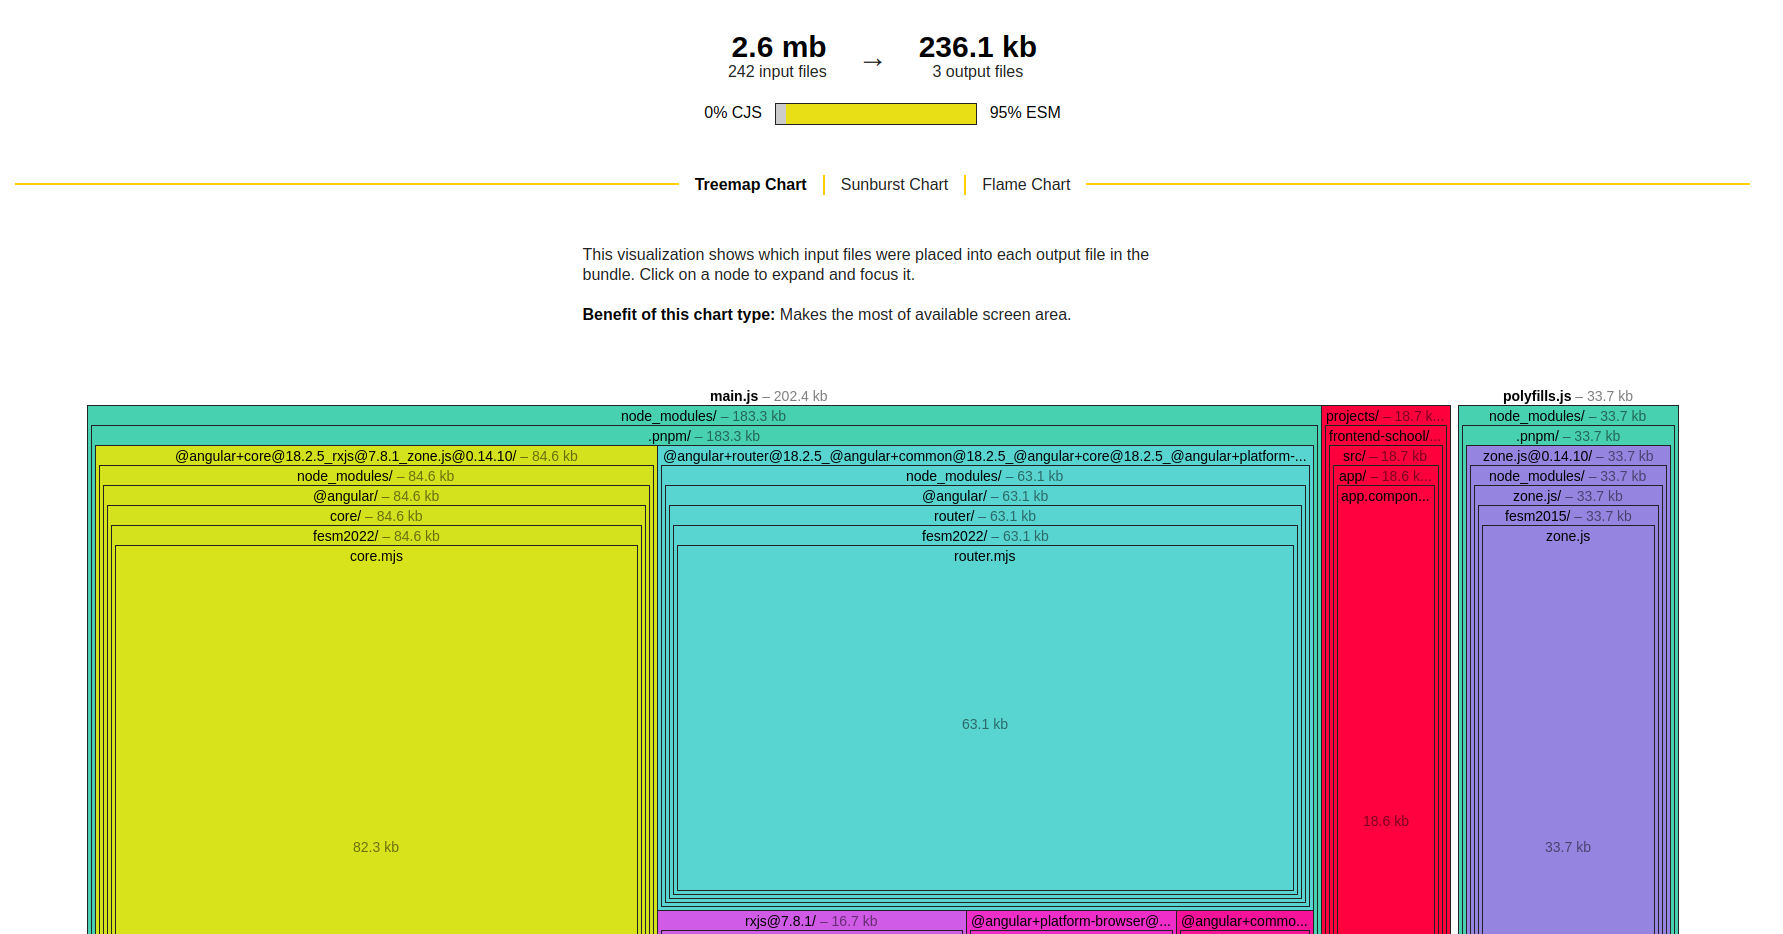 2.6 mb → 236.1 kb
242 input files 3 output files
0% CJS 95% ESM
Treemap Chart Sunburst Chart Flame Chart
This visualization shows which input files were placed into each output file in the
bundle. Click on a node to expand and focus it.
Benefit of this chart type: Makes the most of available screen area.
main.js – 202.4 kb
node_modules/ – 183.3 kb
.pnpm/ – 183.3 kb
@angular+core@18.2.5_rxjs@7.8.1_zone.js@0.14.10/ – 84.6 kb
node_modules/ – 84.6 kb
@angular/ – 84.6 kb
core/ – 84.6 kb
fesm2022/ – 84.6 kb
core.mjs
82.3 kb
@angular+router@18.2.5_@angular+common@18.2.5_@angular+core@18.2.5_@angular+platform-...
node_modules/ – 63.1 kb
@angular/ – 63.1 kb
router/ – 63.1 kb
fesm2022/ – 63.1 kb
router.mjs
63.1 kb
rxjs@7.8.1/ – 16.7 kb
@angular+platform-browser@...
@angular+commo...
projects/ – 18.7 k...
frontend-school/...
src/ – 18.7 kb
app/ – 18.6 k...
app.compon...
18.6 kb
polyfills.js – 33.7 kb
node_modules/ – 33.7 kb
.pnpm/ – 33.7 kb
zone.js@0.14.10/ – 33.7 kb
node_modules/ – 33.7 kb
zone.js/ – 33.7 kb
fesm2015/ – 33.7 kb
zone.js
33.7 kb